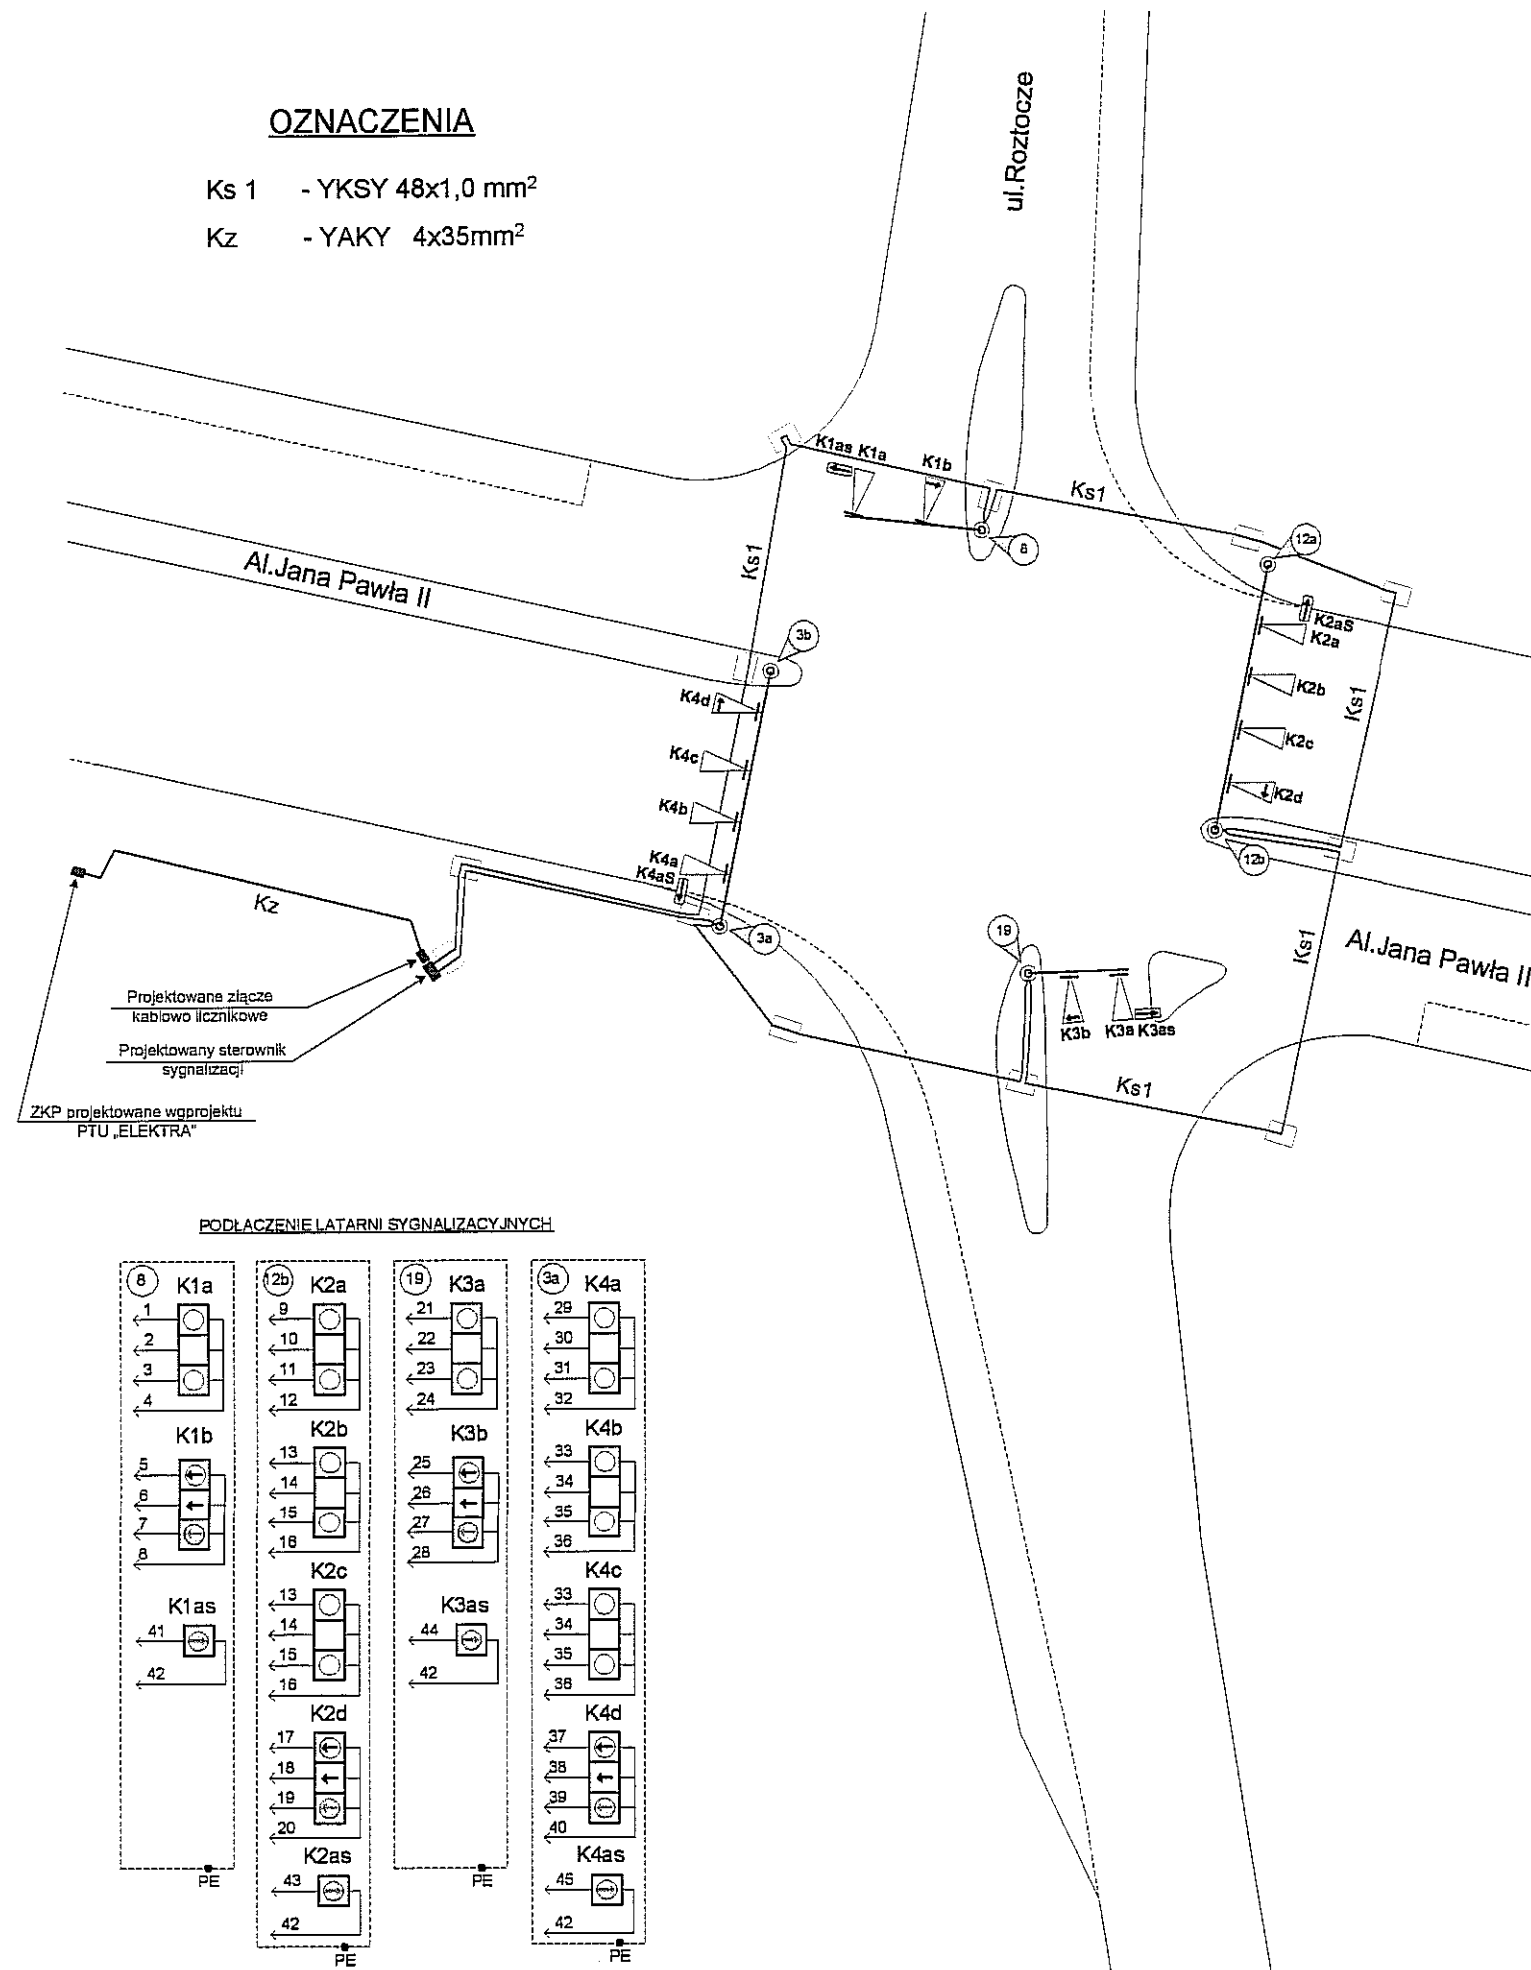 OZNACZENIA
Ks 1 - YKSY 48x1,0 mm²
Kz - YAKY 4x35mm²
ul.Roztocze
K1as K1a
K1b
Ks1
8
12a
Ks1
Al.Jana Pawła II
3b
K2aS
K2a
K2b
Ks1
K2c
K2d
12b
K4d
K4c
K4b
K4a
K4aS
3a
Kz
19
Ks1
Al.Jana Pawła II
K3b
K3a K3as
Ks1
Projektowane złącze
kablowo licznikowe
Projektowany sterownik
sygnalizacji
ZKP projektowane wgprojektu
PTU „ELEKTRA"
PODŁACZENIE LATARNI SYGNALIZACYJNYCH
8
K1a
1
2
3
4
K1b
5
6
7
8
K1as
41
42
PE
12b
K2a
9
10
11
12
K2b
13
14
15
16
K2c
13
14
15
16
K2d
17
18
19
20
K2as
43
42
PE
19
K3a
21
22
23
24
K3b
25
26
27
28
K3as
44
42
PE
3a
K4a
29
30
31
32
K4b
33
34
35
36
K4c
33
34
35
36
K4d
37
38
39
40
K4as
45
42
PE